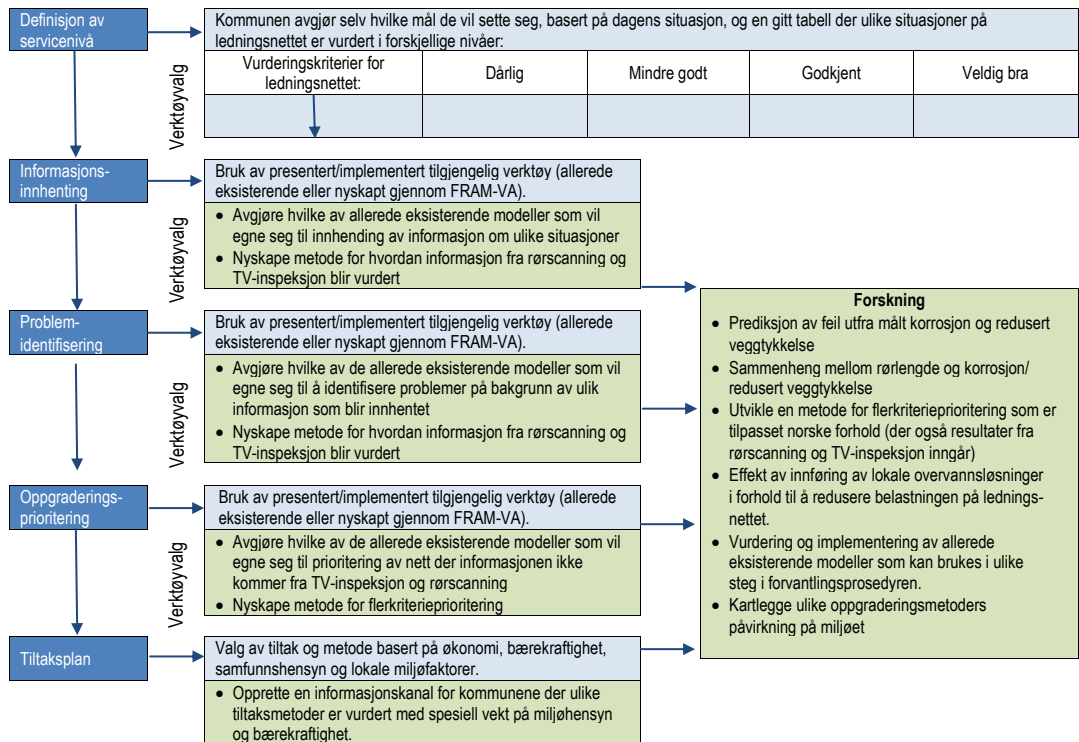 Definisjon av
servicenivå
Kommunen avgjør selv hvilke mål de vil sette seg, basert på dagens situasjon, og en gitt tabell der ulike situasjoner på
ledningsnettet er vurdert i forskjellige nivåer:
Verktøyvalg
Vurderingskriterier for
ledningsnettet:
Dårlig
Mindre godt
Godkjent
Veldig bra
Informasjons-
innhenting
Bruk av presentert/implementert tilgjengelig verktøy (allerede
eksisterende eller nyskapt gjennom FRAM-VA).
• Avgjøre hvilke av allerede eksisterende modeller som vil
egne seg til innhending av informasjon om ulike situasjoner
• Nyskape metode for hvordan informasjon fra rørscanning og
TV-inspeksjon blir vurdert
Verktøyvalg
Problem-
identifisering
Bruk av presentert/implementert tilgjengelig verktøy (allerede
eksisterende eller nyskapt gjennom FRAM-VA).
• Avgjøre hvilke av de allerede eksisterende modeller som vil
egne seg til å identifisere problemer på bakgrunn av ulik
informasjon som blir innhentet
• Nyskape metode for hvordan informasjon fra rørscanning og
TV-inspeksjon blir vurdert
Verktøyvalg
Oppgraderings-
prioritering
Bruk av presentert/implementert tilgjengelig verktøy (allerede
eksisterende eller nyskapt gjennom FRAM-VA).
• Avgjøre hvilke av de allerede eksisterende modeller som vil
egne seg til prioritering av nett der informasjonen ikke
kommer fra TV-inspeksjon og rørscanning
• Nyskape metode for flerkriterieprioritering
Verktøyvalg
Tiltaksplan
Valg av tiltak og metode basert på økonomi, bærekraftighet,
samfunnshensyn og lokale miljøfaktorer.
• Opprette en informasjonskanal for kommunene der ulike
tiltaksmetoder er vurdert med spesiell vekt på miljøhensyn
og bærekraftighet.
Forskning
• Prediksjon av feil utfra målt korrosjon og redusert
veggtykkelse
• Sammenheng mellom rørlengde og korrosjon/
redusert veggtykkelse
• Utvikle en metode for flerkriterieprioritering som er
tilpasset norske forhold (der også resultater fra
rørscanning og TV-inspeksjon inngår)
• Effekt av innføring av lokale overvannsløsninger
i forhold til å redusere belastningen på lednings-
nettet.
• Vurdering og implementering av allerede
eksisterende modeller som kan brukes i ulike
steg i forvantlingsprosedyren.
• Kartlegge ulike oppgraderingsmetoders
påvirkning på miljøet